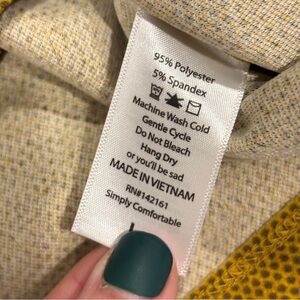 95% Polyester
5% Spandex
Machine Wash Cold
Gentle Cycle
Do Not Bleach
Hang Dry
or you'll be sad
MADE IN VIETNAM
RN#142161
Simply Comfortable